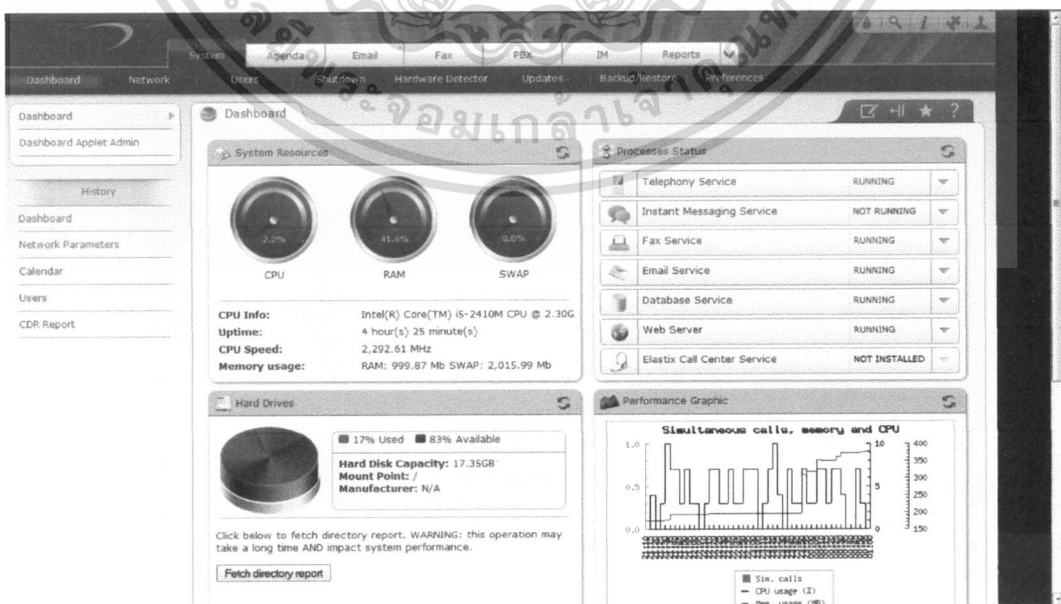 System Agenda Email Fax PBX IM Reports
Dashboard Network Users Shutdown Hardware Detector Updates Backup/Restore Preferences
Dashboard
Dashboard Applet Admin
History
Dashboard
Network Parameters
Calendar
Users
CDR Report
Dashboard
System Resources
2.2% 41.6% 0.0%
CPU RAM SWAP
CPU Info: Intel(R) Core(TM) i5-2410M CPU @ 2.30G
Uptime: 4 hour(s) 25 minute(s)
CPU Speed: 2,292.61 MHz
Memory usage: RAM: 999.87 Mb SWAP: 2,015.99 Mb
Processes Status
Telephony Service RUNNING
Instant Messaging Service NOT RUNNING
Fax Service RUNNING
Email Service RUNNING
Database Service RUNNING
Web Server RUNNING
Elastix Call Center Service NOT INSTALLED
Hard Drives
17% Used 83% Available
Hard Disk Capacity: 17.35GB
Mount Point: /
Manufacturer: N/A
Click below to fetch directory report. WARNING: this operation may
take a long time AND impact system performance.
Fetch directory report
Performance Graphic
Simultaneous calls, memory and CPU
1.0 10 400
350
300
0.5 5 250
200
0.0 0 150
Sim. calls
CPU usage (%)
Mem. usage (MB)